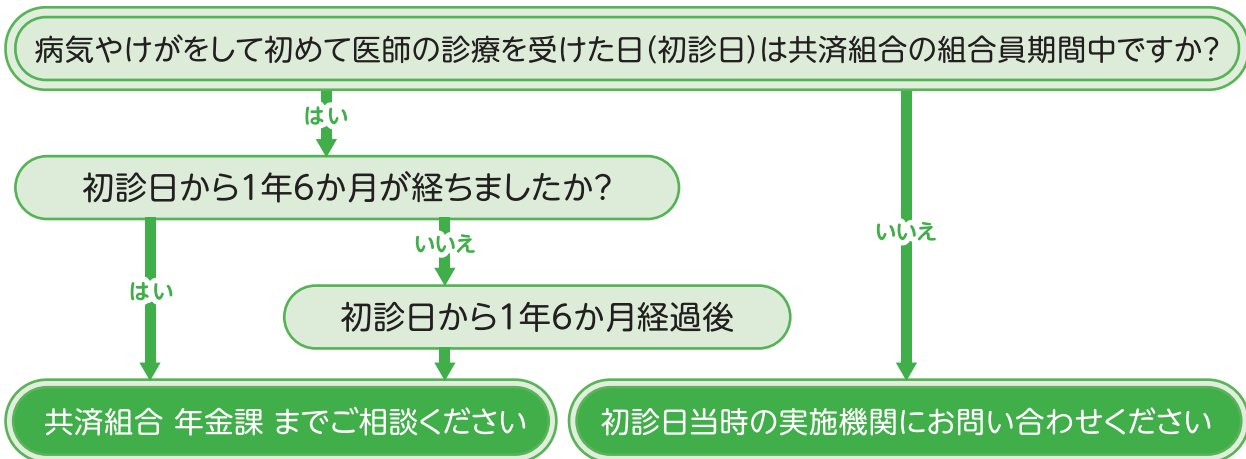 病気やけがをして初めて医師の診療を受けた日(初診日)は共済組合の組合員期間中ですか?
はい
初診日から1年6か月が経ちましたか?
いいえ
いいえ
はい
初診日から1年6か月経過後
共済組合 年金課 までご相談ください
初診日当時の実施機関にお問い合わせください